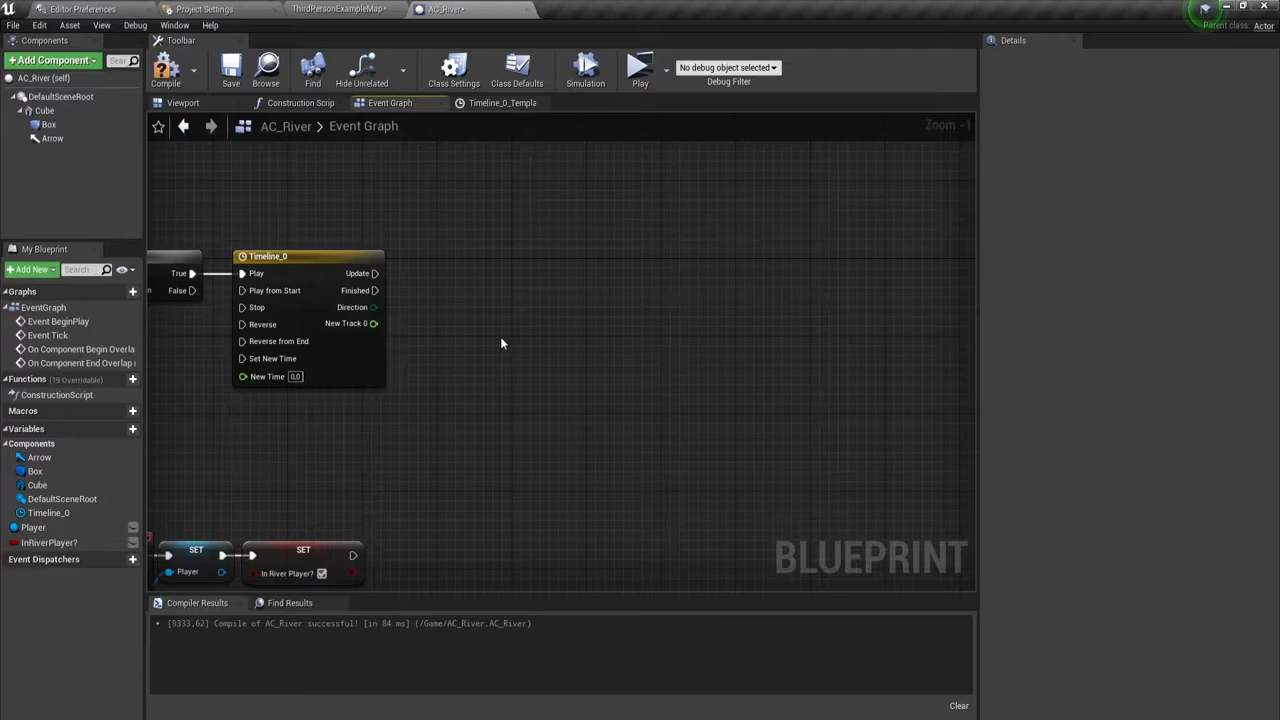 Editor Preferences
Project Settings
ThirdPersonExampleMap*
AC_River*
File Edit Asset View Debug Window Help
Parent class: Actor
Components
Toolbar
Details
+Add Component
Sear
Compile
Save
Browse
Find
Hide Unrelated
Class Settings
Class Defaults
Simulation
Play
No debug object selected
Debug Filter
AC_River (self)
DefaultSceneRoot
Cube
Box
Arrow
Viewport
Construction Scrip
Event Graph
Timeline_0_Templa
AC_River > Event Graph
Zoom -1
My Blueprint
+Add New
Search
Graphs
EventGraph
Event BeginPlay
Event Tick
On Component Begin Overla
On Component End Overlap
Functions (19 Overridable)
ConstructionScript
Macros
Variables
Components
Arrow
Box
Cube
DefaultSceneRoot
Timeline_0
Player
InRiverPlayer?
Event Dispatchers
True
False
Timeline_0
Play
Play from Start
Stop
Reverse
Reverse from End
Set New Time
New Time 0,0
Update
Finished
Direction
New Track 0
SET
Player
SET
In River Player?
BLUEPRINT
Compiler Results
Find Results
• [9333,62] Compile of AC_River successful! [in 84 ms] (/Game/AC_River.AC_River)
Clear